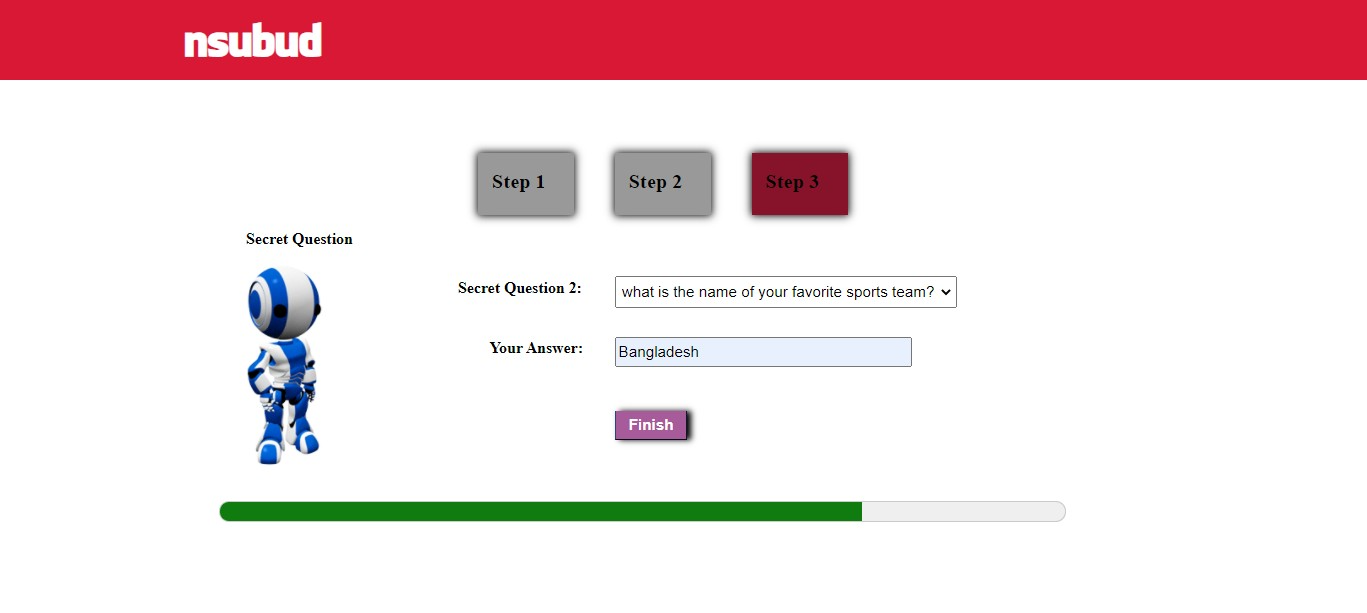 nsubud
Step 1 Step 2 Step 3
Secret Question
Secret Question 2: what is the name of your favorite sports team?
Your Answer: Bangladesh
Finish